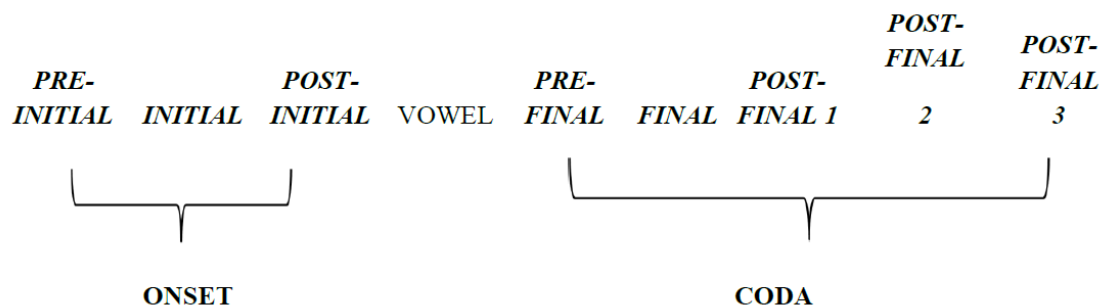 PRE-INITIAL INITIAL POST-INITIAL VOWEL PRE-FINAL FINAL POST-FINAL 1 POST-FINAL 2 POST-FINAL 3
ONSET CODA